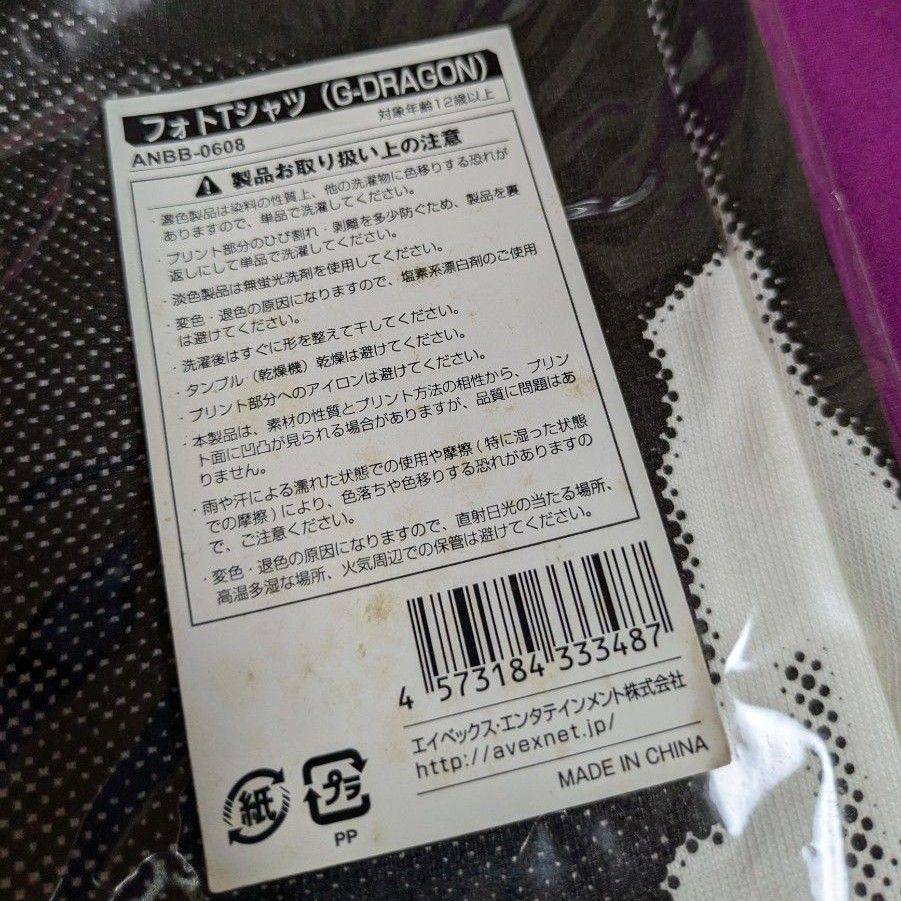 フォトTシャツ (G-DRAGON)
ANBB-0608
対象年齢12歳以上
製品お取り扱い上の注意
・濃色製品は染料の性質上、他の洗濯物に色移りする恐れが
ありますので、単品で洗濯してください。
・プリント部分のひび割れ・剥離を多少防ぐため、製品を裏
返しにして単品で洗濯してください。
・淡色製品は無蛍光洗剤を使用してください。
・変色・退色の原因になりますので、塩素系漂白剤のご使用
は避けてください。
・洗濯後はすぐに形を整えて干してください。
・タンブル (乾燥機) 乾燥は避けてください。
・プリント部分へのアイロンは避けてください。
・本製品は、素材の性質とプリント方法の相性から、プリン
ト面に凹凸が見られる場合がありますが、品質に問題はあ
りません。
・雨や汗による濡れた状態での使用や摩擦 (特に湿った状態
での摩擦) により、色落ちや色移りする恐れがありますの
で、ご注意ください。
・変色・退色の原因になりますので、直射日光の当たる場所、
高温多湿な場所、火気周辺での保管は避けてください。
4 573184 333487
エイベックス・エンタテインメント株式会社
http://avexnet.jp/
MADE IN CHINA
紙
プラ
PP